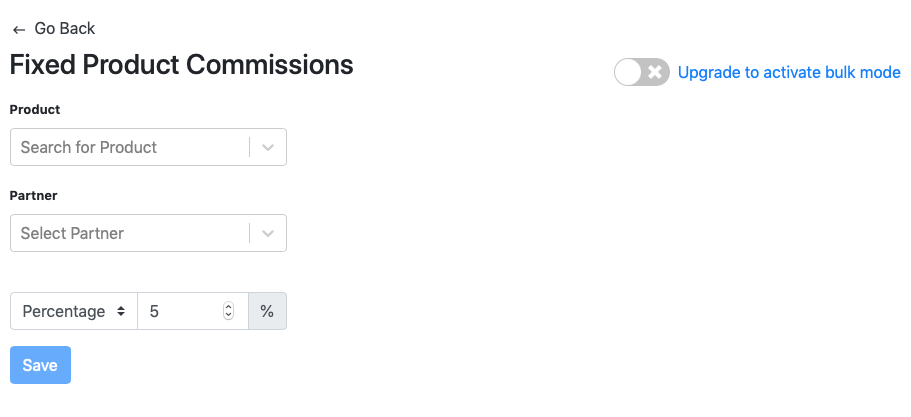 ← Go Back
Fixed Product Commissions
Upgrade to activate bulk mode
Product
Search for Product
Partner
Select Partner
Percentage 5 %
Save